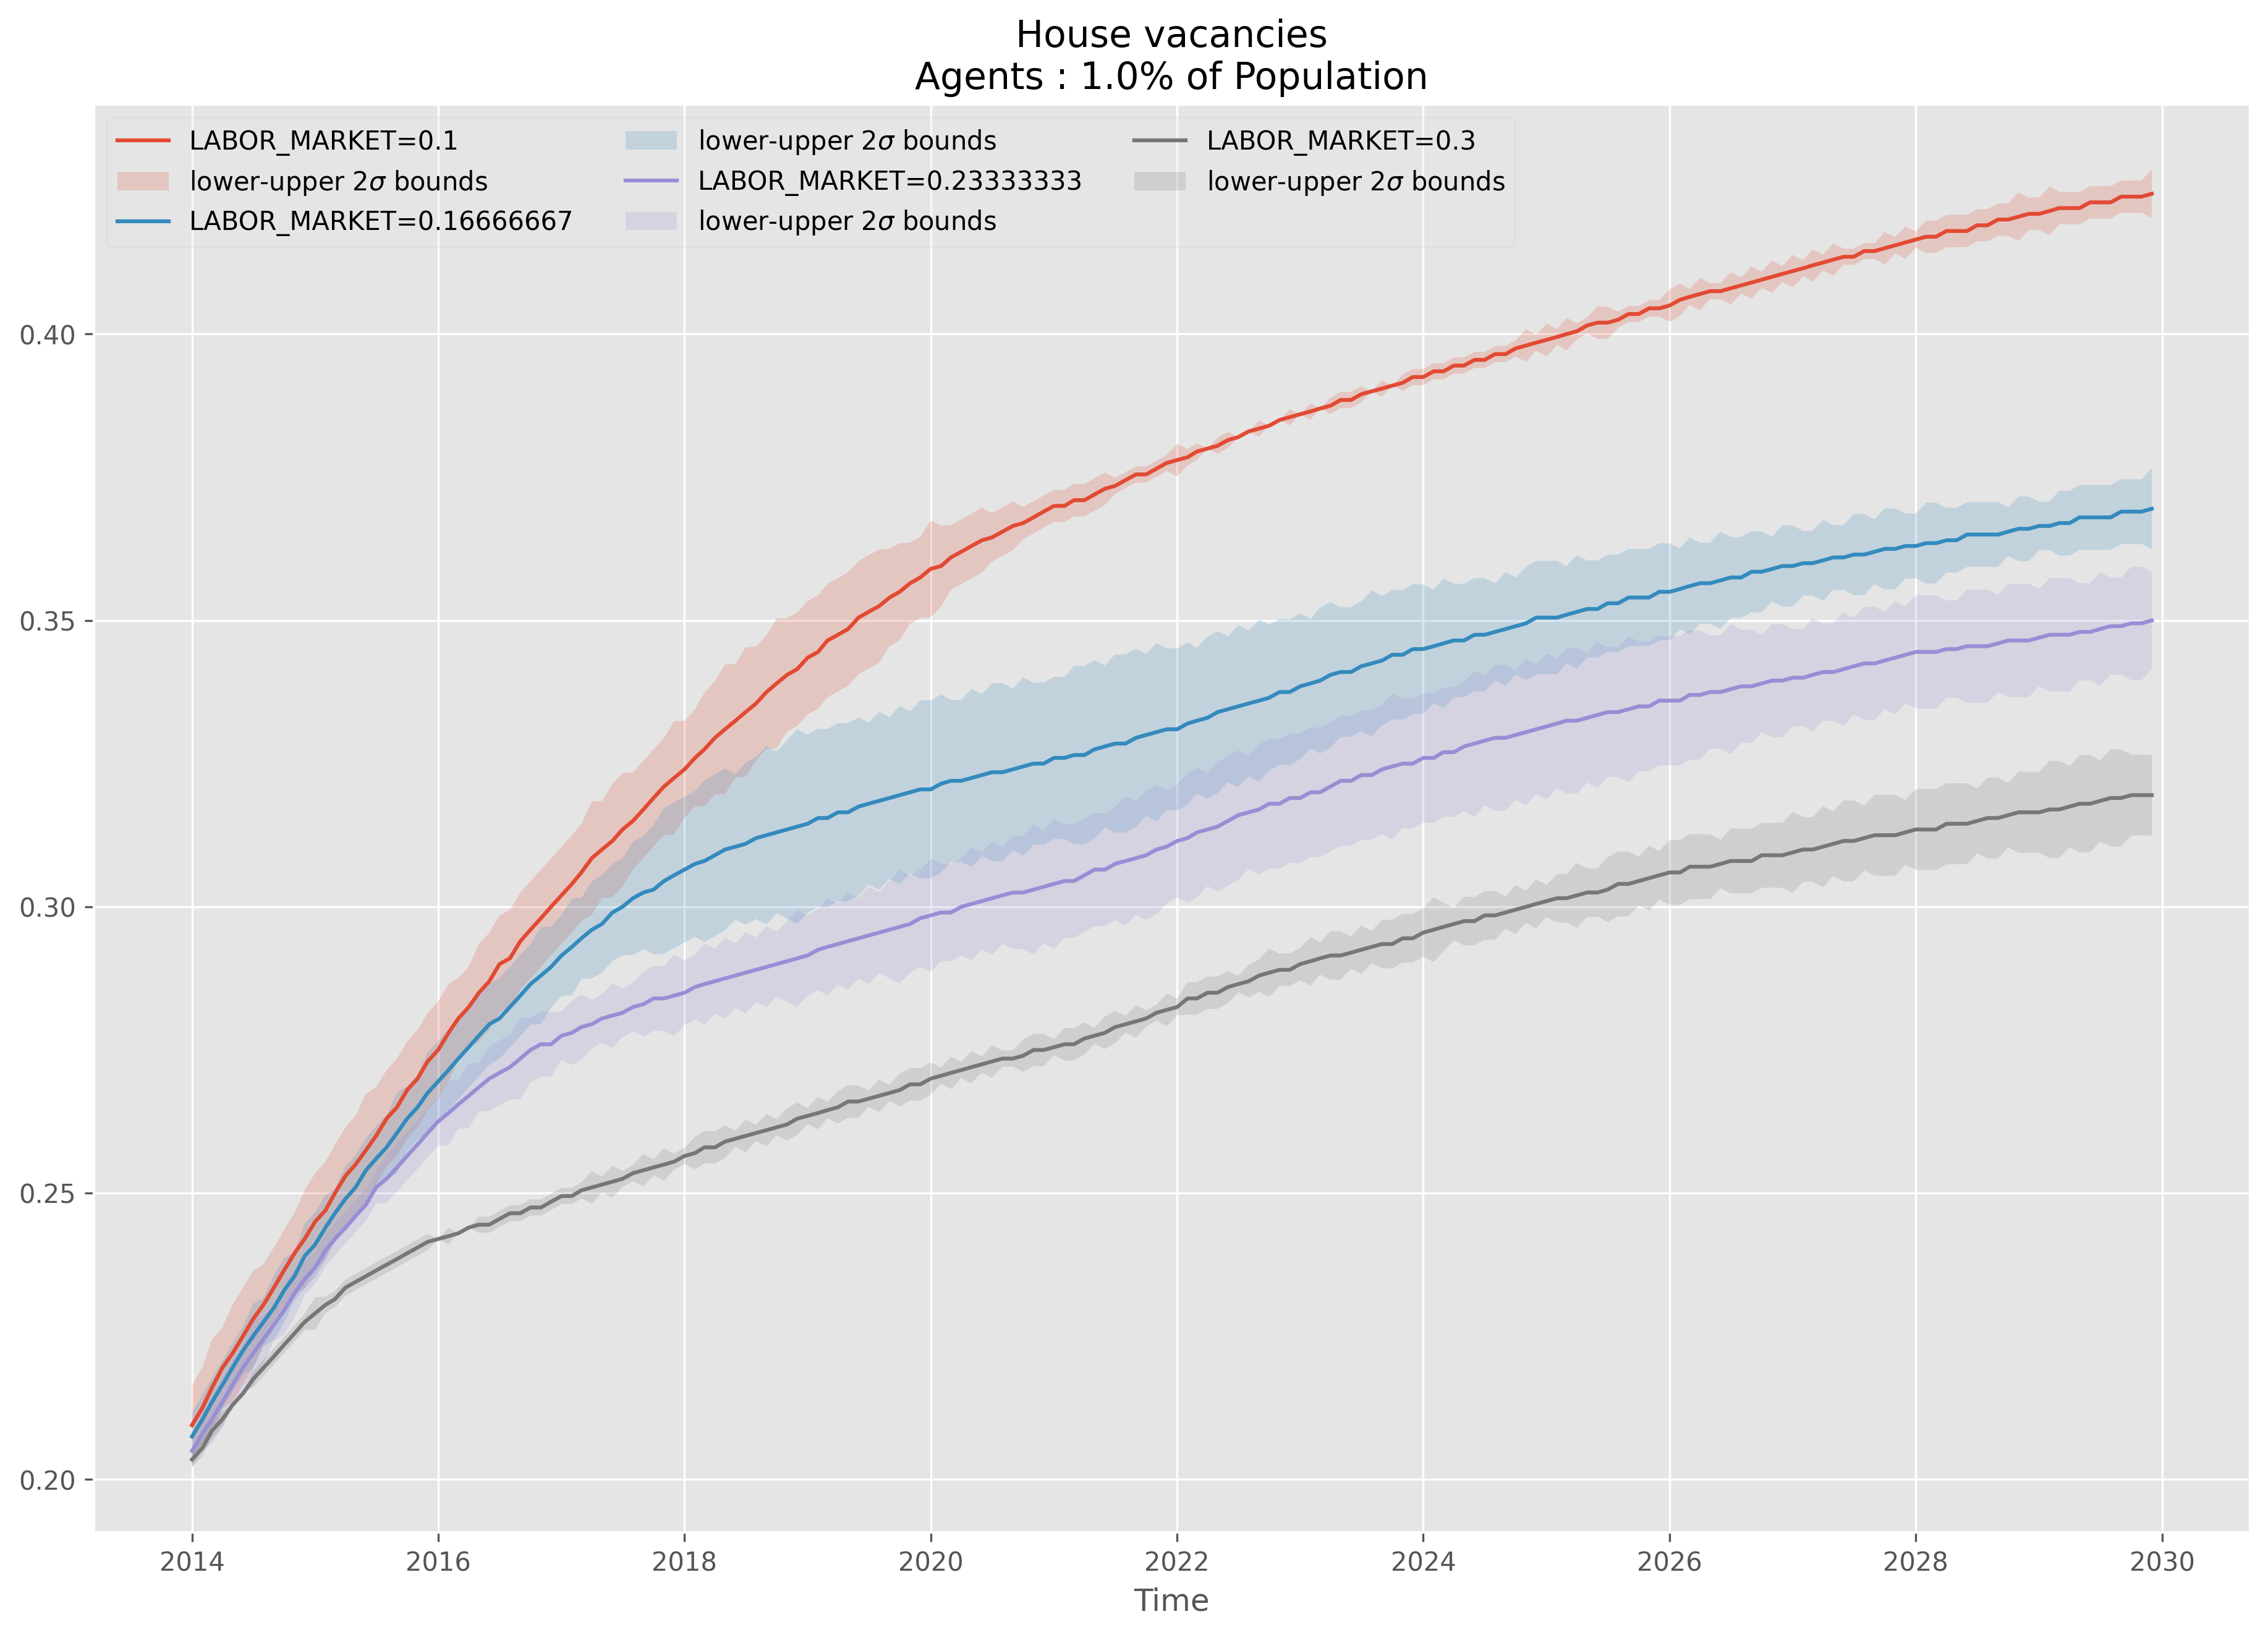 House vacancies
Agents : 1.0% of Population
LABOR_MARKET=0.1
lower-upper 2σ bounds
LABOR_MARKET=0.16666667
lower-upper 2σ bounds
LABOR_MARKET=0.23333333
lower-upper 2σ bounds
LABOR_MARKET=0.3
lower-upper 2σ bounds
0.40
0.35
0.30
0.25
0.20
2014 2016 2018 2020 2022 2024 2026 2028 2030
Time